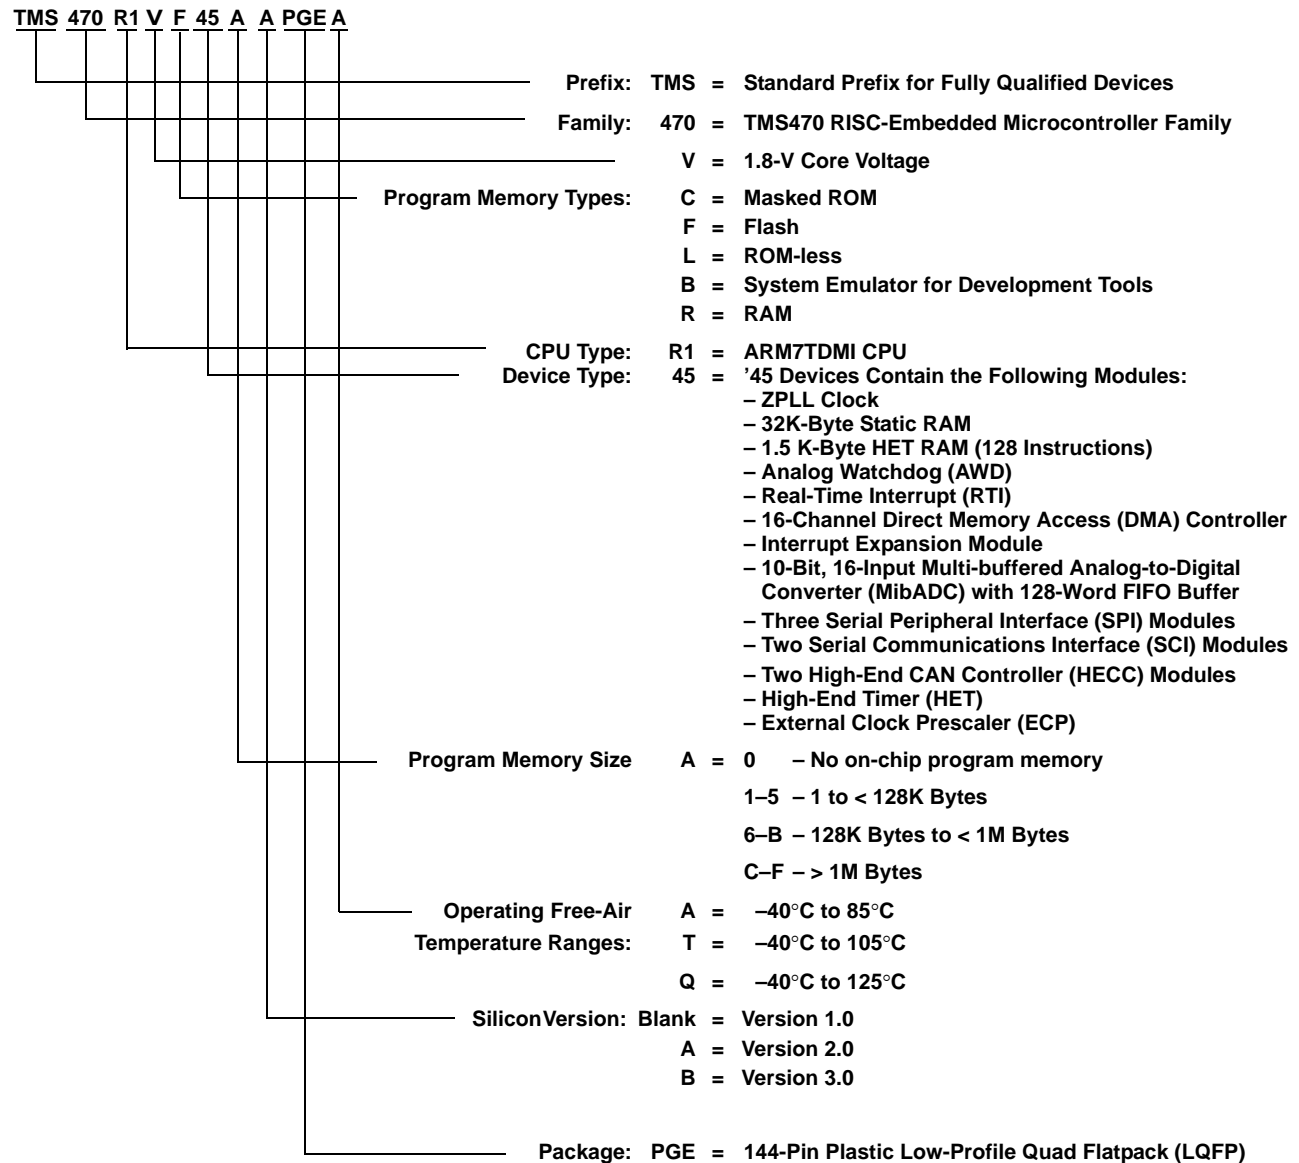 TMS 470 R1 V F 45 A A PGE A
Prefix: TMS = Standard Prefix for Fully Qualified Devices
Family: 470 = TMS470 RISC-Embedded Microcontroller Family
V = 1.8-V Core Voltage
Program Memory Types: C = Masked ROM
F = Flash
L = ROM-less
B = System Emulator for Development Tools
R = RAM
CPU Type: R1 = ARM7TDMI CPU
Device Type: 45 = ’45 Devices Contain the Following Modules:
– ZPLL Clock
– 32K-Byte Static RAM
– 1.5 K-Byte HET RAM (128 Instructions)
– Analog Watchdog (AWD)
– Real-Time Interrupt (RTI)
– 16-Channel Direct Memory Access (DMA) Controller
– Interrupt Expansion Module
– 10-Bit, 16-Input Multi-buffered Analog-to-Digital
Converter (MibADC) with 128-Word FIFO Buffer
– Three Serial Peripheral Interface (SPI) Modules
– Two Serial Communications Interface (SCI) Modules
– Two High-End CAN Controller (HECC) Modules
– High-End Timer (HET)
– External Clock Prescaler (ECP)
Program Memory Size A = 0 – No on-chip program memory
1–5 – 1 to < 128K Bytes
6–B – 128K Bytes to < 1M Bytes
C–F – > 1M Bytes
Operating Free-Air A = –40°C to 85°C
Temperature Ranges: T = –40°C to 105°C
Q = –40°C to 125°C
SiliconVersion: Blank = Version 1.0
A = Version 2.0
B = Version 3.0
Package: PGE = 144-Pin Plastic Low-Profile Quad Flatpack (LQFP)